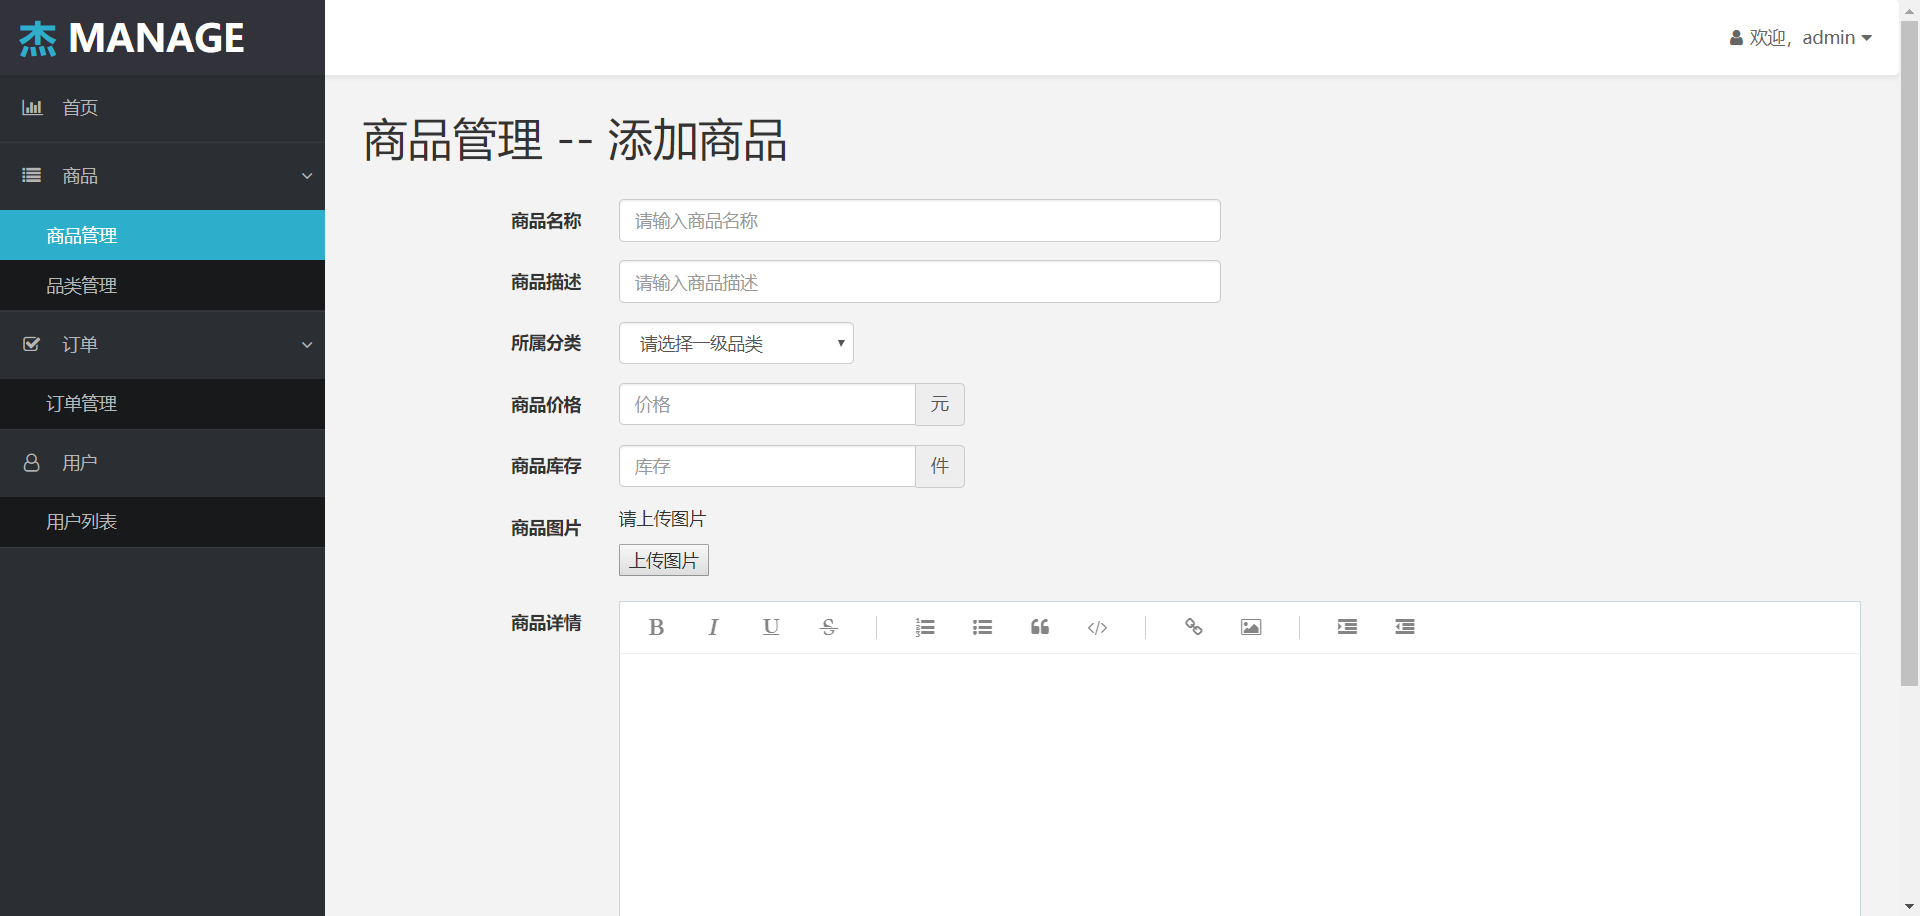 杰 MANAGE
欢迎，admin
首页
商品
商品管理
品类管理
订单
订单管理
用户
用户列表
商品管理 -- 添加商品
商品名称 请输入商品名称
商品描述 请输入商品描述
所属分类 请选择一级品类
商品价格 价格 元
商品库存 库存 件
商品图片 请上传图片
上传图片
商品详情